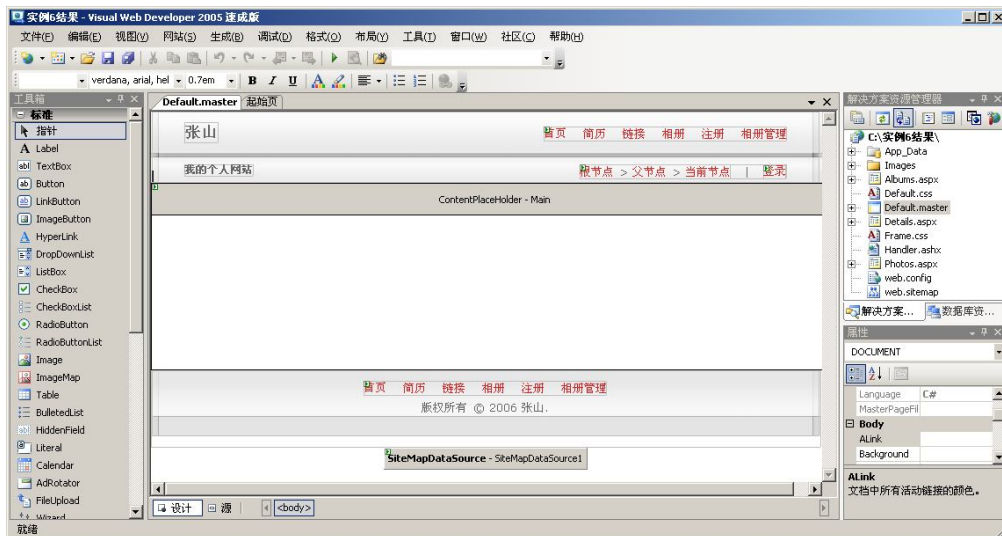 实例6结果 - Visual Web Developer 2005 速成版
文件(F) 编辑(E) 视图(V) 网站(S) 生成(B) 调试(D) 格式(O) 布局(Y) 工具(T) 窗口(W) 社区(C) 帮助(H)
verdana, arial, hel 0.7em B I U A
工具箱
标准
指针
A Label
abl TextBox
ab Button
ab LinkButton
ImageButton
A HyperLink
DropDownList
ListBox
CheckBox
CheckBoxList
RadioButton
RadioButtonList
Image
ImageMap
Table
BulletedList
abl HiddenField
Literal
Calendar
AdRotator
FileUpload
Wizard
Default.master 起始页
张山
首页 简历 链接 相册 注册 相册管理
我的个人网站
根节点 > 父节点 > 当前节点 | 登录
ContentPlaceHolder - Main
首页 简历 链接 相册 注册 相册管理
版权所有 © 2006 张山.
SiteMapDataSource - SiteMapDataSource1
设计 源 <body>
解决方案资源管理器
C:\实例6结果\
App_Data
Images
Albums.aspx
Default.css
Default.master
Details.aspx
Frame.css
Handler.ashx
Photos.aspx
web.config
web.sitemap
解决方案... 数据库资...
属性
DOCUMENT
Language C#
MasterPageFil
Body
ALink
Background
ALink
文档中所有活动链接的颜色。
就绪